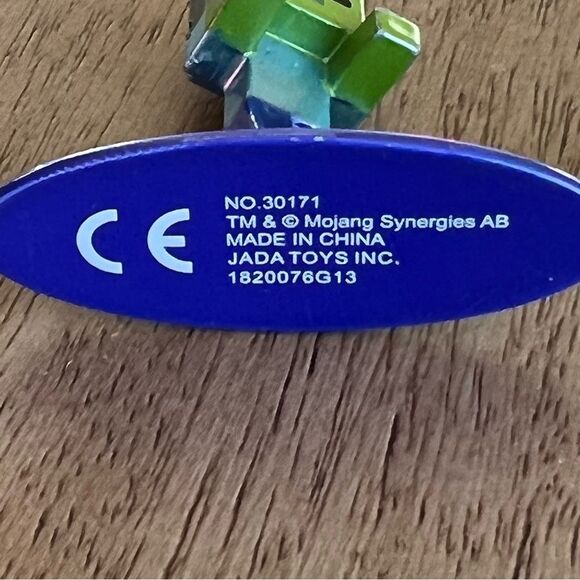 CE
NO.30171
TM & © Mojang Synergies AB
MADE IN CHINA
JADA TOYS INC.
1820076G13